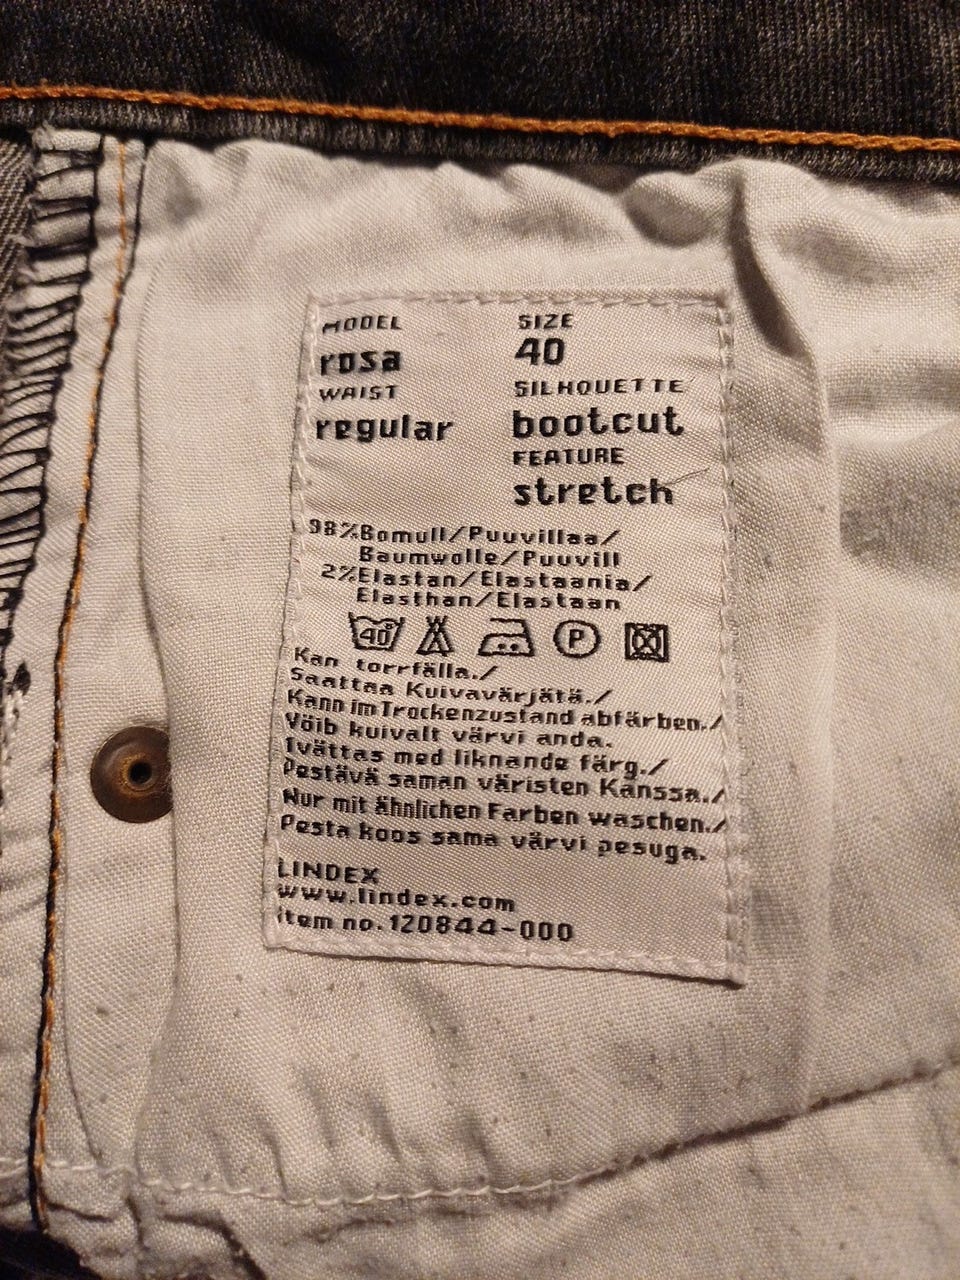 MODEL SIZE
rosa 40
WAIST SILHOUETTE
regular bootcut
FEATURE
stretch
98%Bomull/Puuvillaa/
Baumwolle/Puuvill
2%Elastan/Elastaania/
Elasthan/Elastaan
40° P
Kan torrfälla./
Saattaa Kuivavärjätä./
Kann im Trockenzustand abfärben./
Vöib kuivalt värvi anda.
Tvättas med liknande färg./
Pestävä saman väristen Kanssa./
Nur mit ähnlichen Farben waschen./
Pesta koos sama värvi pesuga.
LINDEX
www.lindex.com
item no. 120844-000